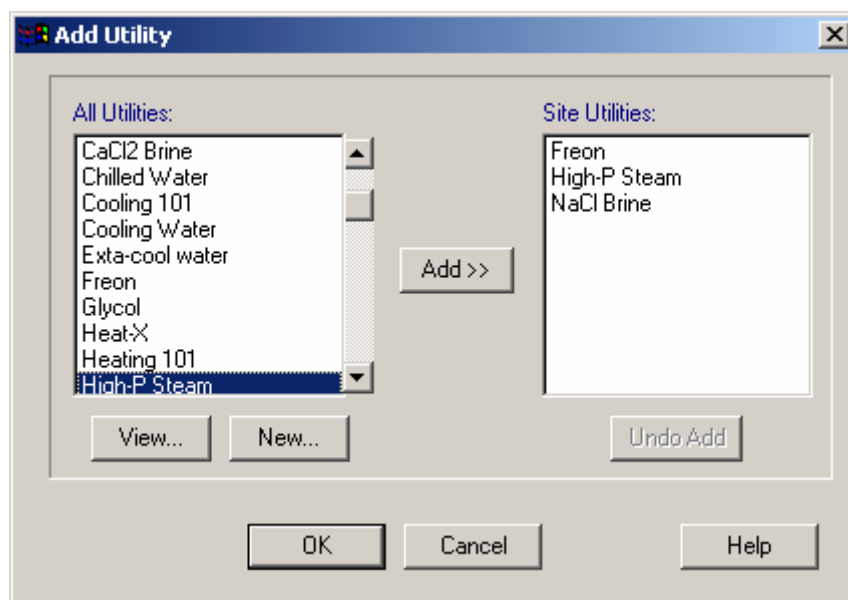 Add Utility
All Utilities:
CaCl2 Brine
Chilled Water
Cooling 101
Cooling Water
Exta-cool water
Freon
Glycol
Heat-X
Heating 101
High-P Steam
View...
New...
Add >>
Site Utilities:
Freon
High-P Steam
NaCl Brine
Undo Add
OK
Cancel
Help